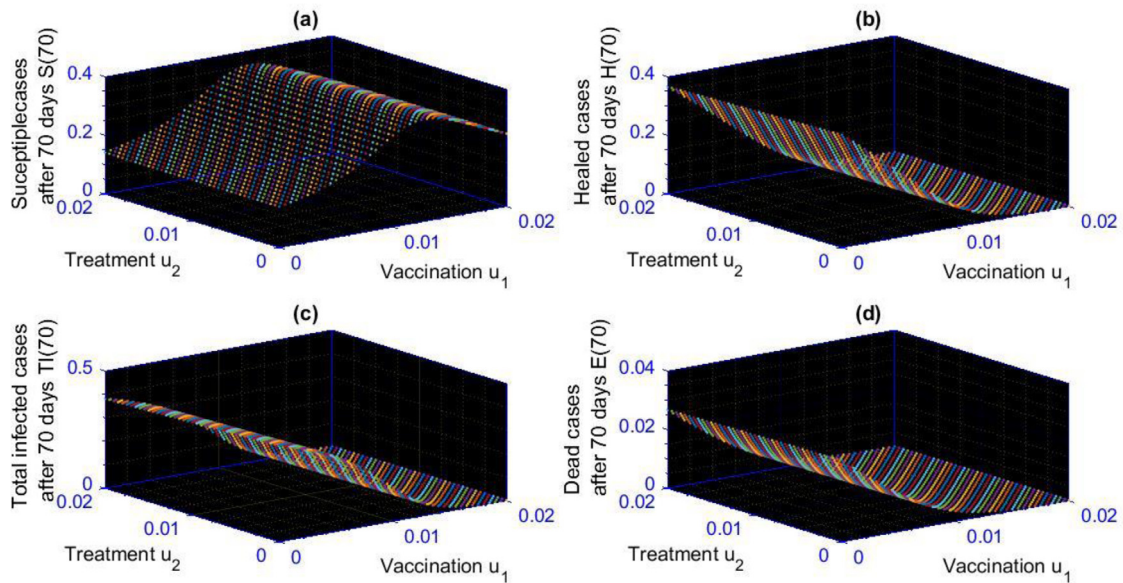 (a)
Suceptiplecases
after 70 days S(70)
0.4
0.2
0
0.02
0.01
0
Treatment u2
0
0.01
0.02
Vaccination u1
(b)
Healed cases
after 70 days H(70)
0.4
0.2
0
0.02
0.01
0
Treatment u2
0
0.01
0.02
Vaccination u1
(c)
Total infected cases
after 70 days TI(70)
0.5
0
0.02
0.01
0
Treatment u2
0
0.01
0.02
Vaccination u1
(d)
Dead cases
after 70 days E(70)
0.04
0.02
0
0.02
0.01
0
Treatment u2
0
0.01
0.02
Vaccination u1